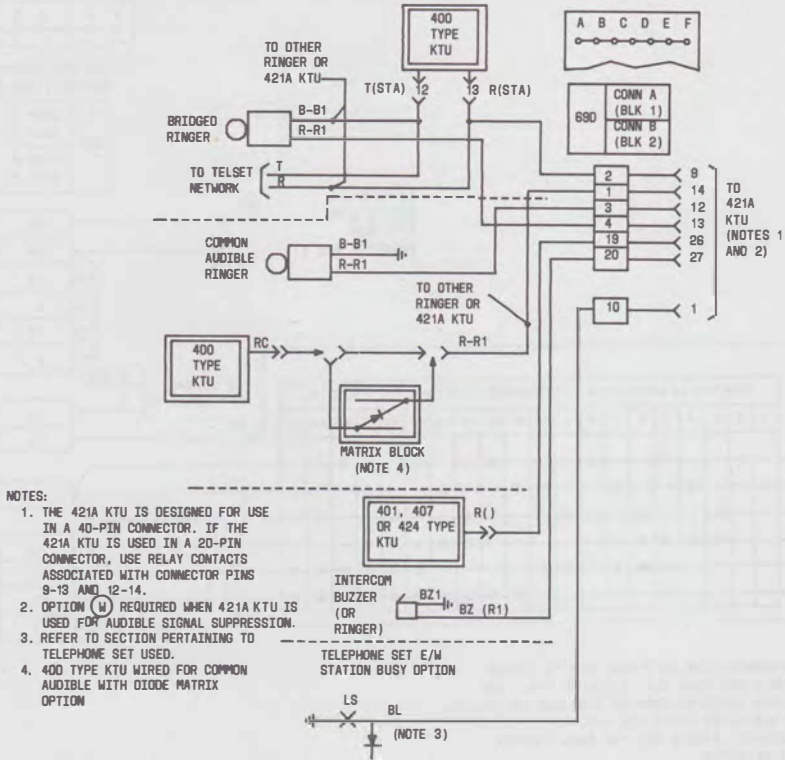 400
TYPE
KTU
A B C D E F
TO OTHER
RINGER OR
421A KTU
T(STA) 12
13 R(STA)
BRIDGED
RINGER
B-B1
R-R1
TO TELSET
NETWORK
T
R
69D
CONN A
(BLK 1)
CONN B
(BLK 2)
2 9
1 14
3 12
4 13
19 26
20 27
10 1
TO
421A
KTU
(NOTES 1
AND 2)
COMMON
AUDIBLE
RINGER
B-B1
R-R1
TO OTHER
RINGER OR
421A KTU
400
TYPE
KTU
RC
R-R1
MATRIX BLOCK
(NOTE 4)
401, 407
OR 424 TYPE
KTU
R()
INTERCOM
BUZZER
(OR
RINGER)
BZ1
BZ (R1)
TELEPHONE SET E/W
STATION BUSY OPTION
LS
BL
(NOTE 3)
NOTES:
1. THE 421A KTU IS DESIGNED FOR USE
IN A 40-PIN CONNECTOR. IF THE
421A KTU IS USED IN A 20-PIN
CONNECTOR, USE RELAY CONTACTS
ASSOCIATED WITH CONNECTOR PINS
9-13 AND 12-14.
2. OPTION W REQUIRED WHEN 421A KTU IS
USED FOR AUDIBLE SIGNAL SUPPRESSION.
3. REFER TO SECTION PERTAINING TO
TELEPHONE SET USED.
4. 400 TYPE KTU WIRED FOR COMMON
AUDIBLE WITH DIODE MATRIX
OPTION